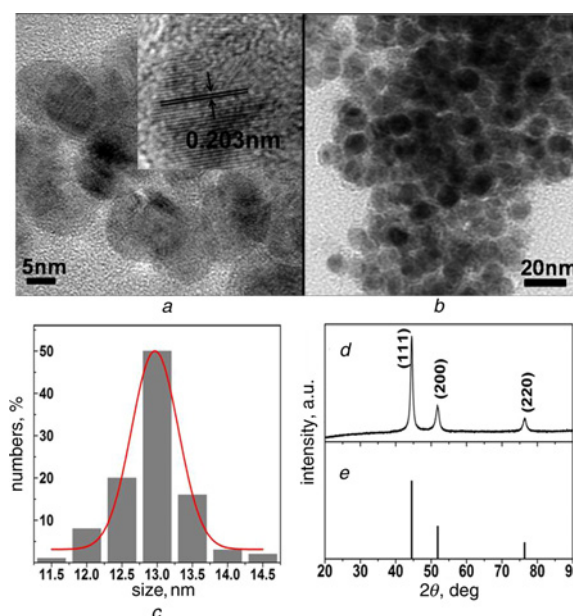 0.203nm
5nm
20nm
a
b
50
40
30
20
10
numbers, %
11.5 12.0 12.5 13.0 13.5 14.0 14.5
size, nm
c
d
(111)
(200)
(220)
intensity, a.u.
e
20 30 40 50 60 70 80 90
2θ, deg